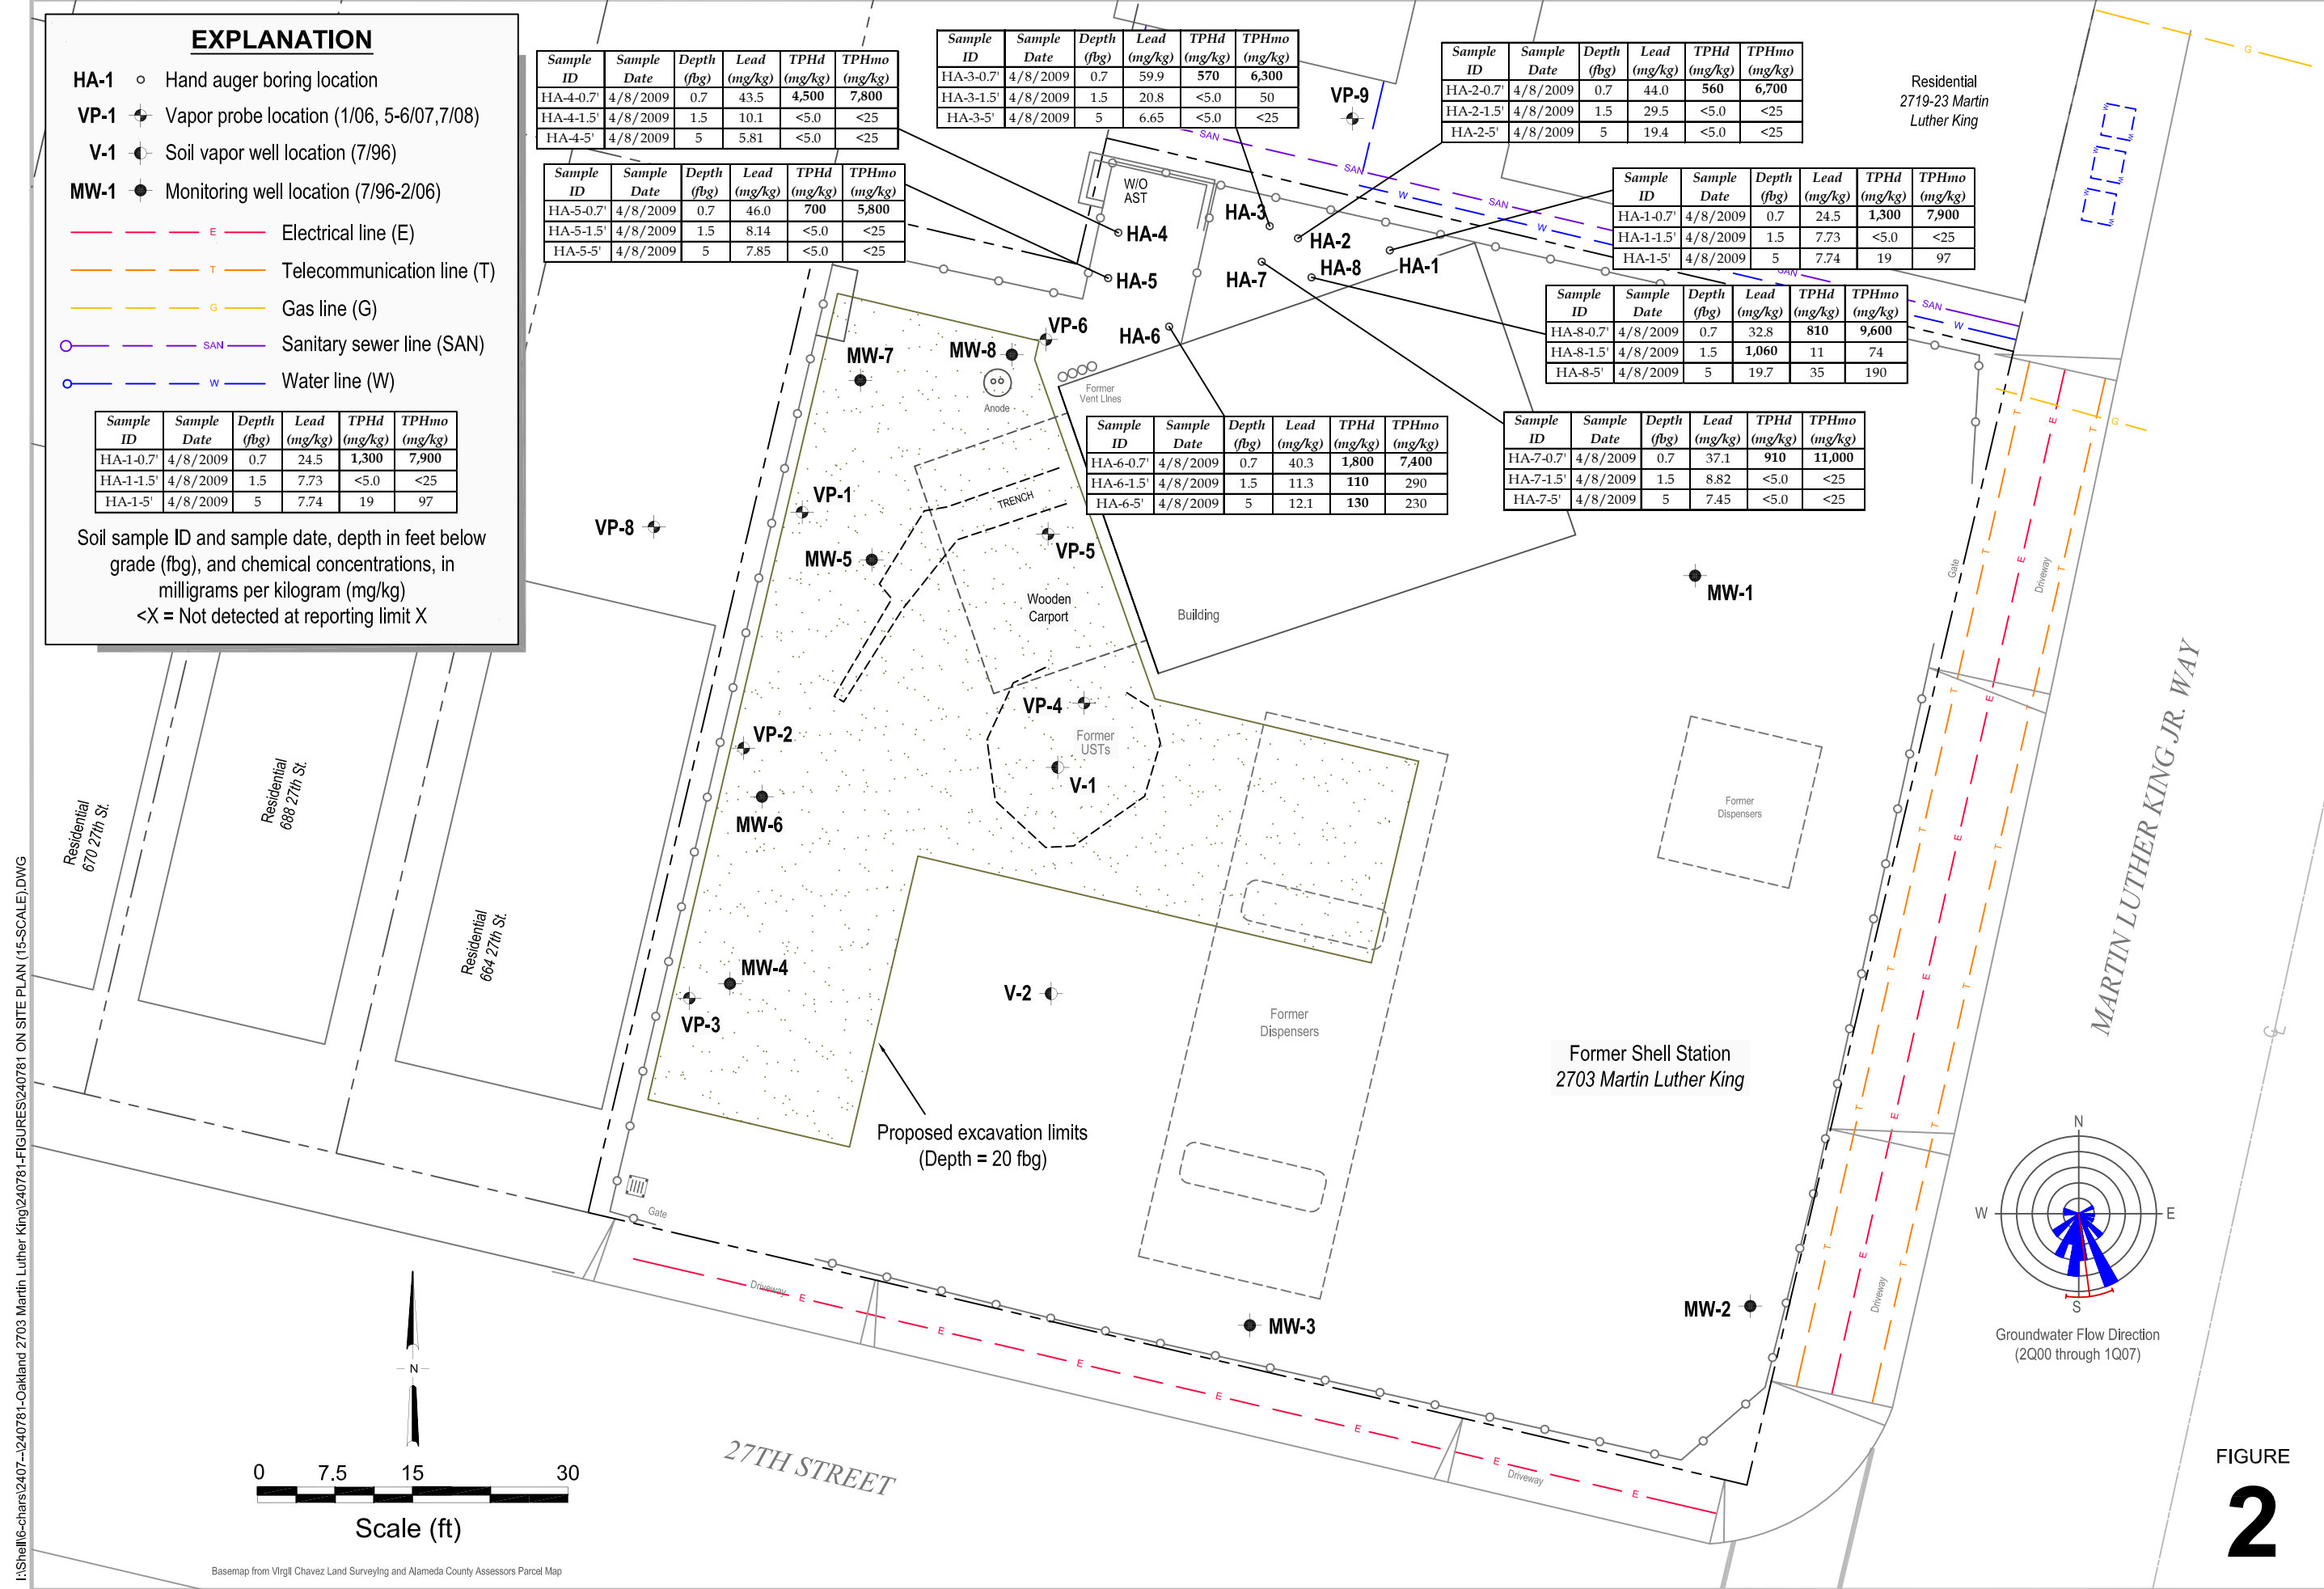 EXPLANATION
HA-1 Hand auger boring location
VP-1 Vapor probe location (1/06, 5-6/07,7/08)
V-1 Soil vapor well location (7/96)
MW-1 Monitoring well location (7/96-2/06)
E Electrical line (E)
T Telecommunication line (T)
G Gas line (G)
SAN Sanitary sewer line (SAN)
W Water line (W)
Sample ID Sample Date Depth (fbg) Lead (mg/kg) TPHd (mg/kg) TPHmo (mg/kg)
HA-1-0.7' 4/8/2009 0.7 24.5 1,300 7,900
HA-1-1.5' 4/8/2009 1.5 7.73 <5.0 <25
HA-1-5' 4/8/2009 5 7.74 19 97
Soil sample ID and sample date, depth in feet below
grade (fbg), and chemical concentrations, in
milligrams per kilogram (mg/kg)
<X = Not detected at reporting limit X
Sample ID Sample Date Depth (fbg) Lead (mg/kg) TPHd (mg/kg) TPHmo (mg/kg)
HA-4-0.7' 4/8/2009 0.7 43.5 4,500 7,800
HA-4-1.5' 4/8/2009 1.5 10.1 <5.0 <25
HA-4-5' 4/8/2009 5 5.81 <5.0 <25
Sample ID Sample Date Depth (fbg) Lead (mg/kg) TPHd (mg/kg) TPHmo (mg/kg)
HA-5-0.7' 4/8/2009 0.7 46.0 700 5,800
HA-5-1.5' 4/8/2009 1.5 8.14 <5.0 <25
HA-5-5' 4/8/2009 5 7.85 <5.0 <25
Sample ID Sample Date Depth (fbg) Lead (mg/kg) TPHd (mg/kg) TPHmo (mg/kg)
HA-3-0.7' 4/8/2009 0.7 59.9 570 6,300
HA-3-1.5' 4/8/2009 1.5 20.8 <5.0 50
HA-3-5' 4/8/2009 5 6.65 <5.0 <25
Sample ID Sample Date Depth (fbg) Lead (mg/kg) TPHd (mg/kg) TPHmo (mg/kg)
HA-2-0.7' 4/8/2009 0.7 44.0 560 6,700
HA-2-1.5' 4/8/2009 1.5 29.5 <5.0 <25
HA-2-5' 4/8/2009 5 19.4 <5.0 <25
Sample ID Sample Date Depth (fbg) Lead (mg/kg) TPHd (mg/kg) TPHmo (mg/kg)
HA-1-0.7' 4/8/2009 0.7 24.5 1,300 7,900
HA-1-1.5' 4/8/2009 1.5 7.73 <5.0 <25
HA-1-5' 4/8/2009 5 7.74 19 97
Sample ID Sample Date Depth (fbg) Lead (mg/kg) TPHd (mg/kg) TPHmo (mg/kg)
HA-8-0.7' 4/8/2009 0.7 32.8 810 9,600
HA-8-1.5' 4/8/2009 1.5 1,060 11 74
HA-8-5' 4/8/2009 5 19.7 35 190
Sample ID Sample Date Depth (fbg) Lead (mg/kg) TPHd (mg/kg) TPHmo (mg/kg)
HA-6-0.7' 4/8/2009 0.7 40.3 1,800 7,400
HA-6-1.5' 4/8/2009 1.5 11.3 110 290
HA-6-5' 4/8/2009 5 12.1 130 230
Sample ID Sample Date Depth (fbg) Lead (mg/kg) TPHd (mg/kg) TPHmo (mg/kg)
HA-7-0.7' 4/8/2009 0.7 37.1 910 11,000
HA-7-1.5' 4/8/2009 1.5 8.82 <5.0 <25
HA-7-5' 4/8/2009 5 7.45 <5.0 <25
VP-9
Residential
2719-23 Martin
Luther King
W/O
AST
SAN SAN SAN SAN SAN
W W W
HA-3
HA-4
HA-2
HA-8
HA-1
HA-5
HA-7
HA-6
VP-6
MW-7
MW-8
Anode
Former
Vent LInes
VP-1
TRENCH
VP-8
MW-5
VP-5
Wooden
Carport
Building
MW-1
Gate
Driveway
VP-4
VP-2
Former
USTs
V-1
MW-6
Former
Dispensers
Residential
670 27th St.
Residential
688 27th St.
Residential
664 27th St.
MW-4
VP-3
V-2
Former
Dispensers
Former Shell Station
2703 Martin Luther King
Proposed excavation limits
(Depth = 20 fbg)
MARTIN LUTHER KING JR. WAY
CL
Gate
Driveway
Driveway
Driveway
MW-3
MW-2
27TH STREET
N
W E
S
Groundwater Flow Direction
(2Q00 through 1Q07)
N
0 7.5 15 30
Scale (ft)
Basemap from VIrgIl Chavez Land SurveyIng and Alameda County Assessors Parcel Map
FIGURE
2
I:\Shell\6-chars\2407--\240781-Oakland 2703 Martin Luther King\240781-FIGURES\240781 ON SITE PLAN (15-SCALE).DWG